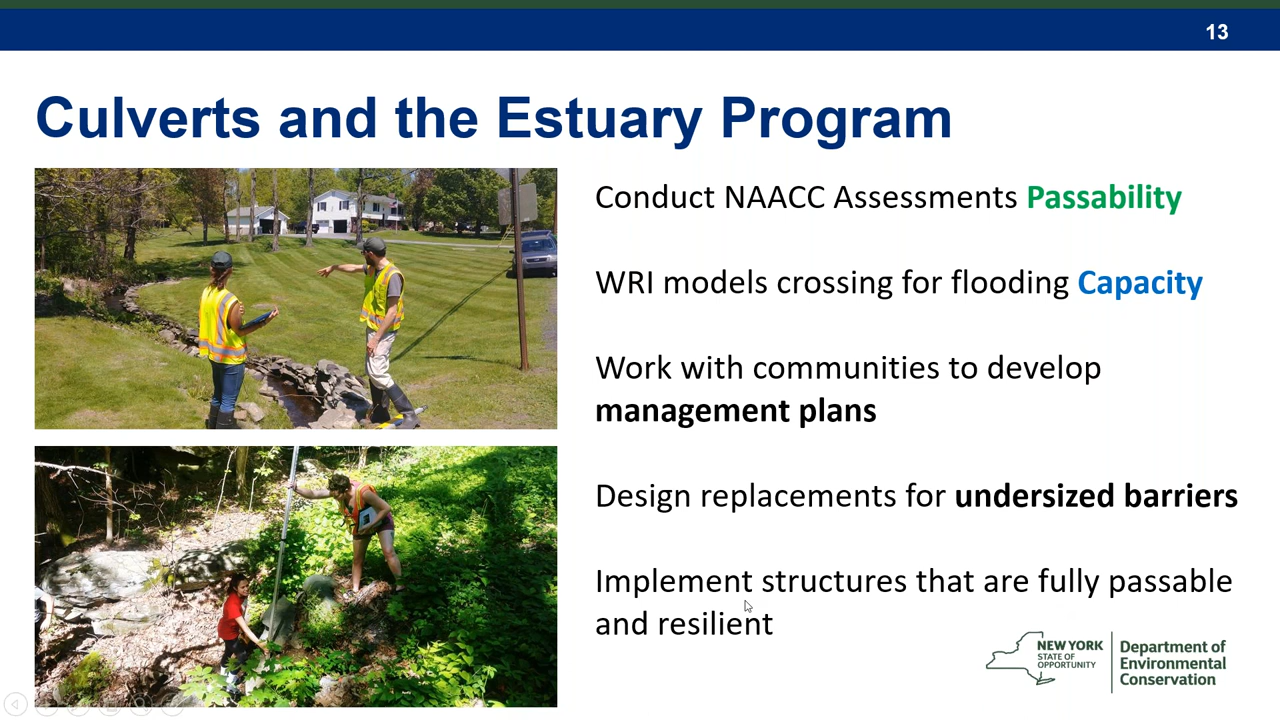 13
Culverts and the Estuary Program
Conduct NAACC Assessments Passability
WRI models crossing for flooding Capacity
Work with communities to develop
management plans
Design replacements for undersized barriers
Implement structures that are fully passable
and resilient
NEW YORK
STATE OF
OPPORTUNITY
Department of
Environmental
Conservation